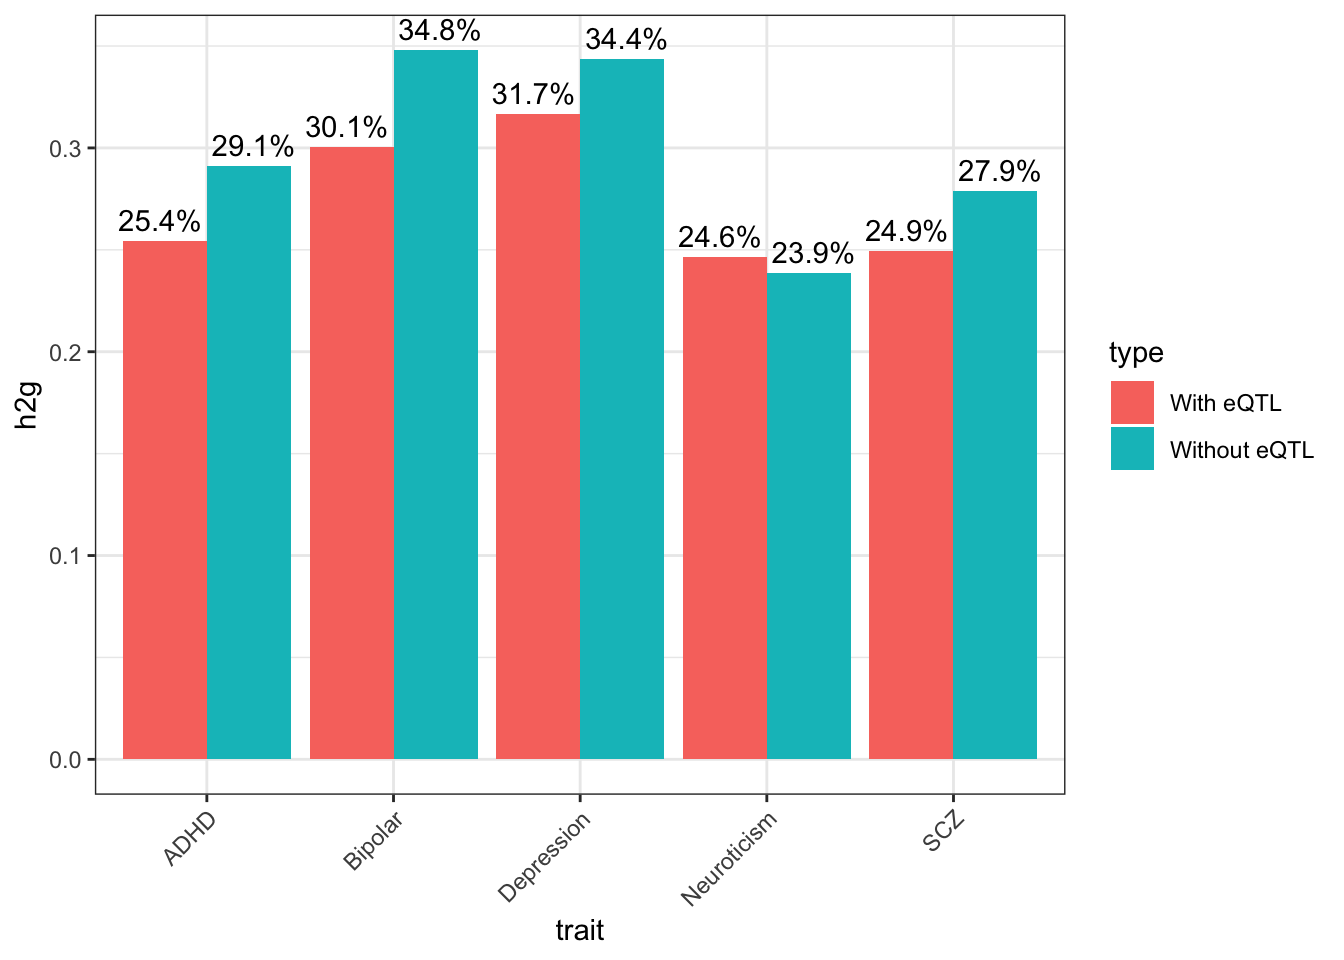 34.8%
34.4%
31.7%
30.1%
29.1%
27.9%
25.4%
24.6%
24.9%
23.9%
0.3
0.2
0.1
0.0
h2g
ADHD
Bipolar
Depression
Neuroticism
SCZ
trait
type
With eQTL
Without eQTL